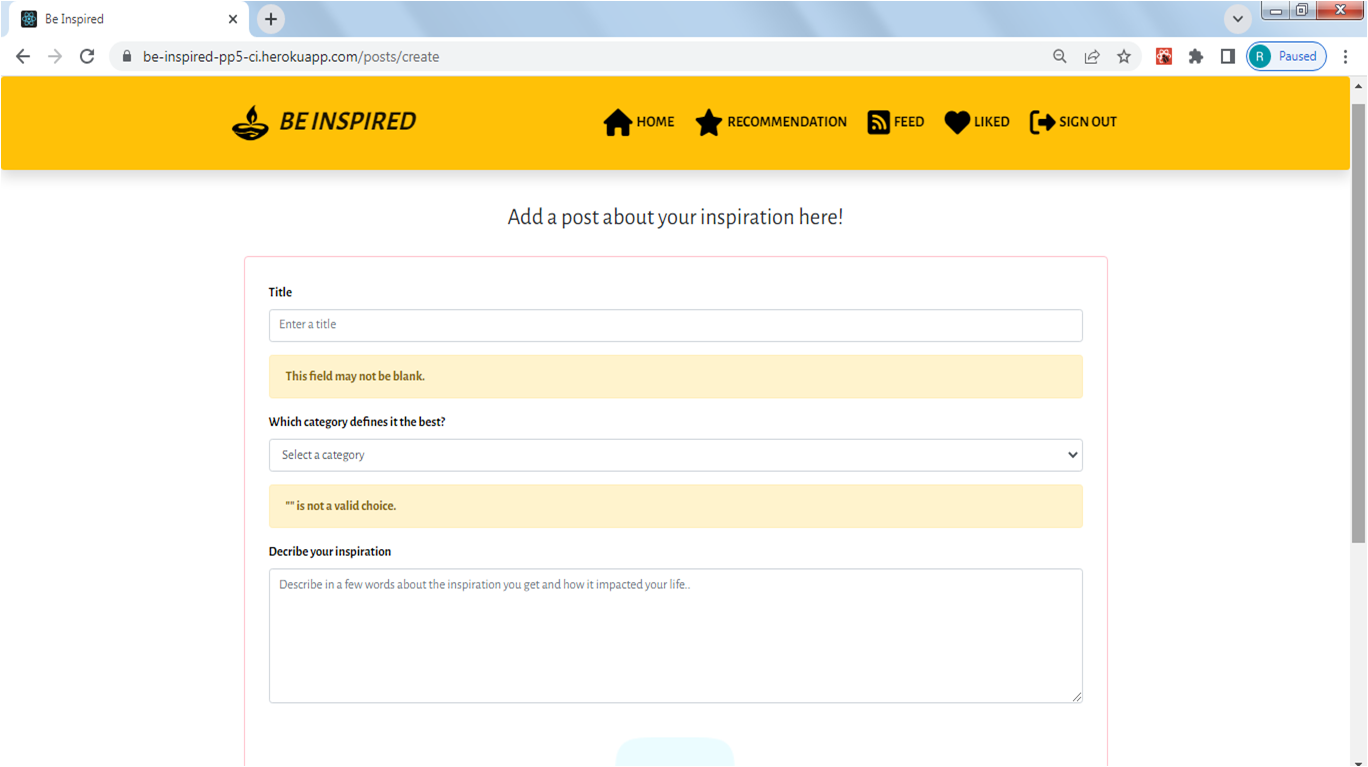 Be Inspired
be-inspired-pp5-ci.herokuapp.com/posts/create
R Paused
BE INSPIRED HOME RECOMMENDATION FEED LIKED SIGN OUT
Add a post about your inspiration here!
Title
Enter a title
This field may not be blank.
Which category defines it the best?
Select a category
"" is not a valid choice.
Decribe your inspiration
Describe in a few words about the inspiration you get and how it impacted your life..